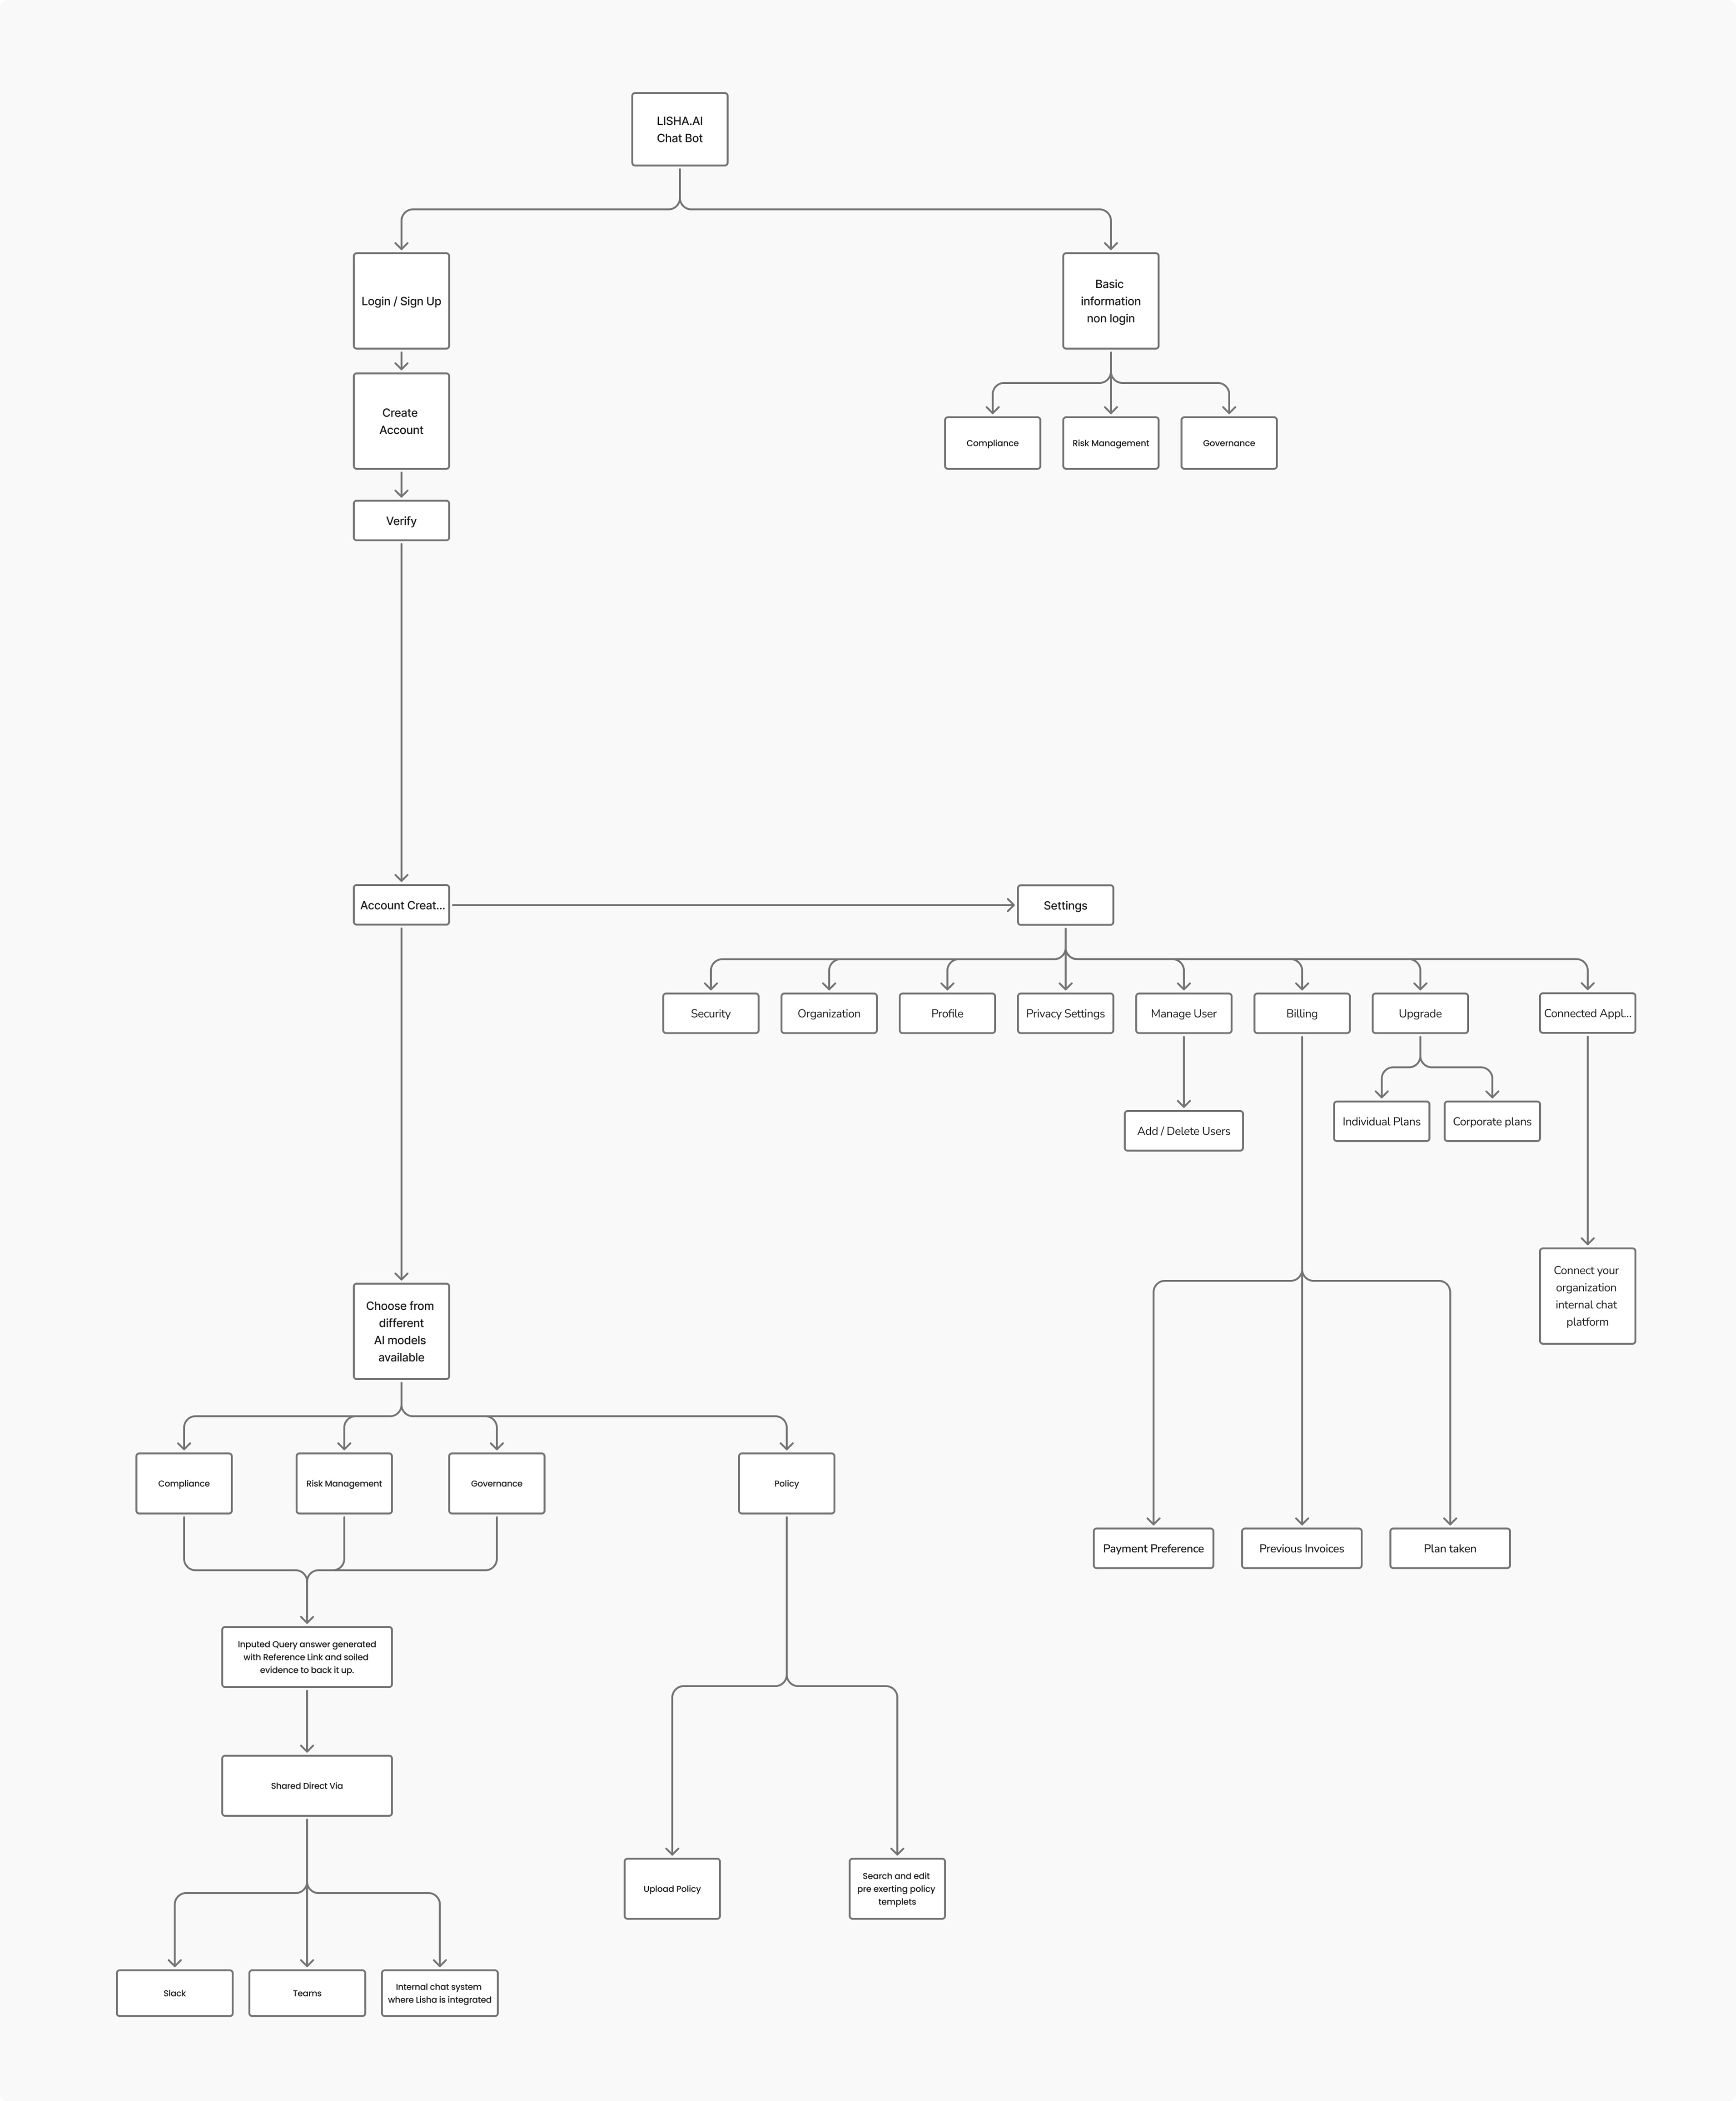 LISHA.AI
Chat Bot
Login / Sign Up
Basic
information
non login
Create
Account
Compliance
Risk Management
Governance
Verify
Account Creat...
Settings
Security
Organization
Profile
Privacy Settings
Manage User
Billing
Upgrade
Connected Appl...
Individual Plans
Corporate plans
Add / Delete Users
Connect your
organization
internal chat
platform
Choose from
different
AI models
available
Compliance
Risk Management
Governance
Policy
Payment Preference
Previous Invoices
Plan taken
Inputed Query answer generated
with Reference Link and soiled
evidence to back it up.
Shared Direct Via
Upload Policy
Search and edit
pre exerting policy
templets
Slack
Teams
Internal chat system
where Lisha is integrated